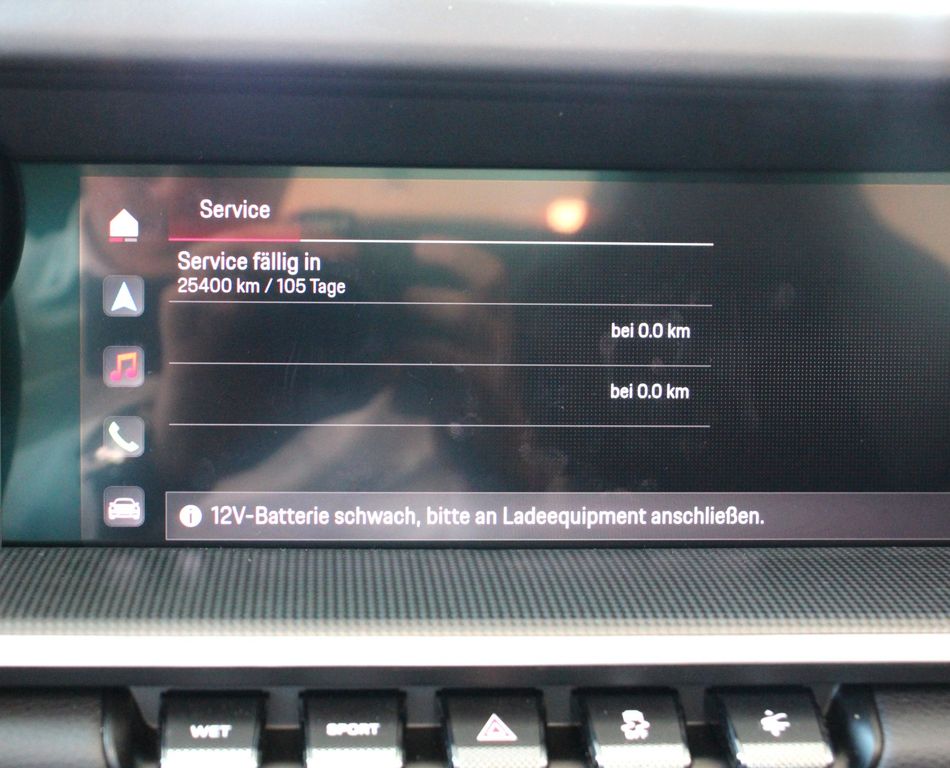 Service
Service fällig in
25400 km / 105 Tage
bei 0.0 km
bei 0.0 km
12V-Batterie schwach, bitte an Ladeequipment anschließen.
WET SPORT OFF